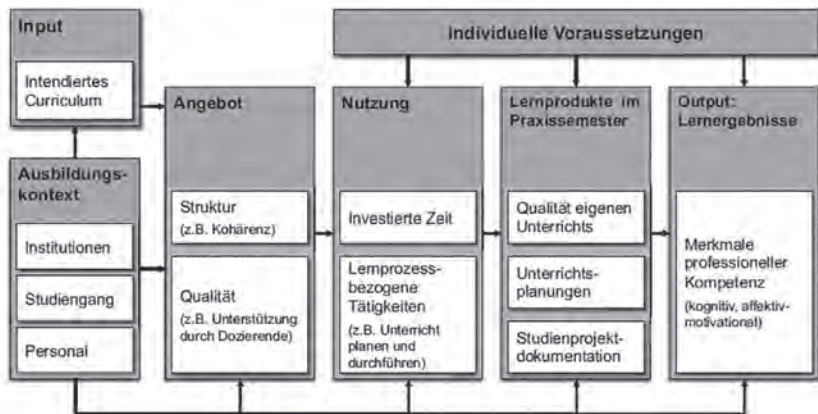 Input
Intendiertes
Curriculum
Ausbildungs-
kontext
Institutionen
Studiengang
Personal
Angebot
Struktur
(z.B. Kohärenz)
Qualität
(z.B. Unterstützung
durch Dozierende)
Individuelle Voraussetzungen
Nutzung
Investierte Zeit
Lernprozess-
bezogene
Tätigkeiten
(z.B. Unterricht
planen und
durchführen)
Lernprodukte im
Praxissemester
Qualität eigenen
Unterrichts
Unterrichts-
planungen
Studienprojekt-
dokumentation
Output:
Lernergebnisse
Merkmale
professioneller
Kompetenz
(kognitiv, affektiv-
motivational)